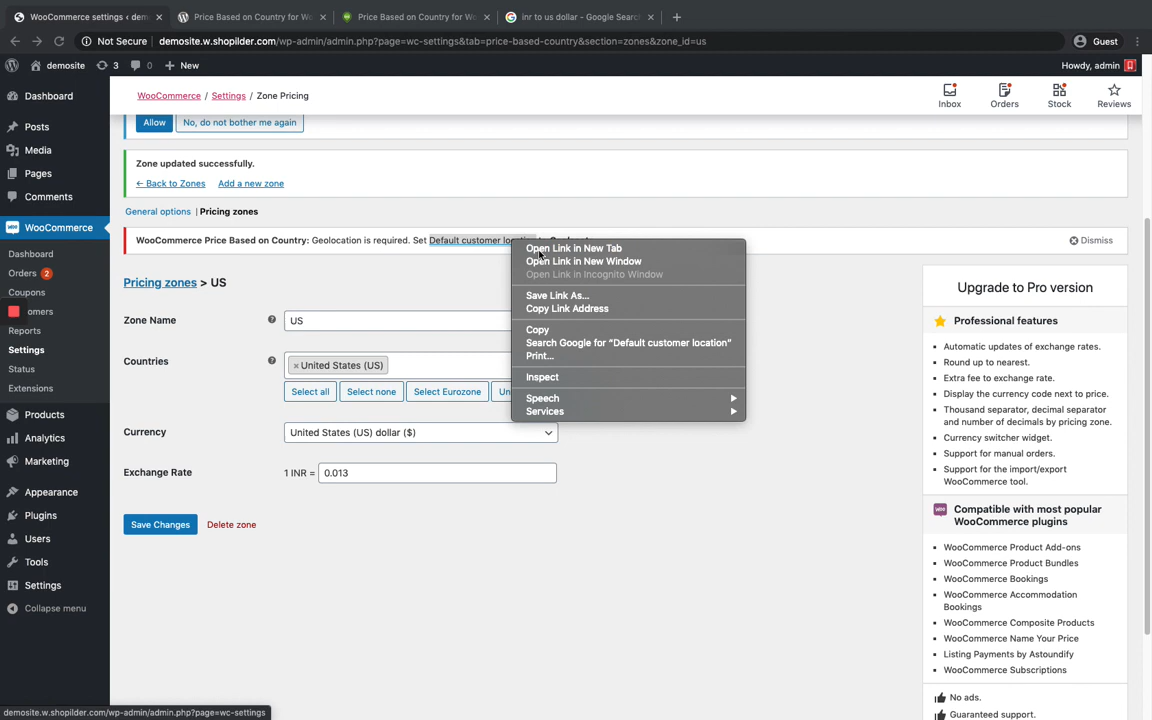 WooCommerce settings ‹ dem
Price Based on Country for W
Price Based on Country for W
inr to us dollar - Google Searc
Not Secure
demosite.w.shopilder.com/wp-admin/admin.php?page=wc-settings&tab=price-based-country&section=zones&zone_id=us
Guest
demosite
3
0
New
Howdy, admin
Dashboard
Posts
Media
Pages
Comments
WooCommerce
Dashboard
Orders 2
Coupons
omers
Reports
Settings
Status
Extensions
Products
Analytics
Marketing
Appearance
Plugins
Users
Tools
Settings
Collapse menu
WooCommerce / Settings / Zone Pricing
Inbox
Orders
Stock
Reviews
Allow
No, do not bother me again
Zone updated successfully.
← Back to Zones
Add a new zone
General options | Pricing zones
WooCommerce Price Based on Country: Geolocation is required. Set Default customer location
Dismiss
Pricing zones > US
Zone Name
US
Countries
× United States (US)
Select all
Select none
Select Eurozone
Un
Currency
United States (US) dollar ($)
Exchange Rate
1 INR =
0.013
Save Changes
Delete zone
Open Link in New Tab
Open Link in New Window
Open Link in Incognito Window
Save Link As...
Copy Link Address
Copy
Search Google for “Default customer location”
Print...
Inspect
Speech
Services
Upgrade to Pro version
Professional features
Automatic updates of exchange rates.
Round up to nearest.
Extra fee to exchange rate.
Display the currency code next to price.
Thousand separator, decimal separator
and number of decimals by pricing zone.
Currency switcher widget.
Support for manual orders.
Support for the import/export
WooCommerce tool.
Compatible with most popular
WooCommerce plugins
WooCommerce Product Add-ons
WooCommerce Product Bundles
WooCommerce Bookings
WooCommerce Accommodation
Bookings
WooCommerce Composite Products
WooCommerce Name Your Price
Listing Payments by Astoundify
WooCommerce Subscriptions
No ads.
Guaranteed support.
demosite.w.shopilder.com/wp-admin/admin.php?page=wc-settings